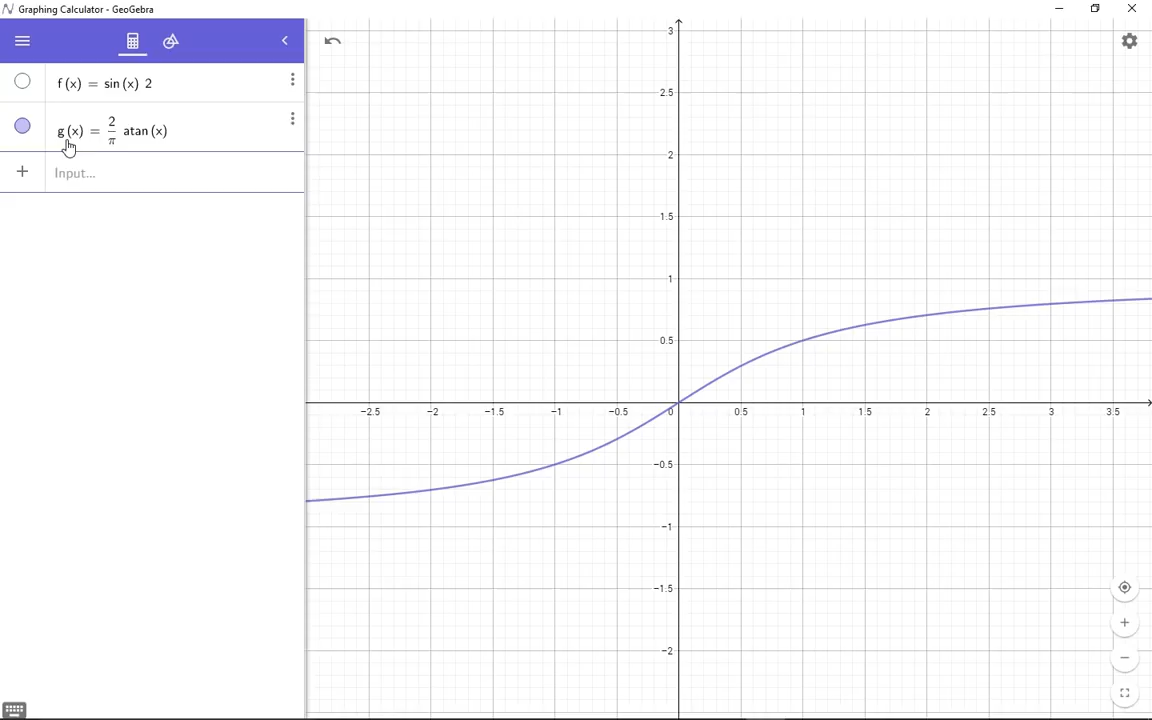 Graphing Calculator - GeoGebra
f(x) = sin(x) 2
g(x) = 2/π atan(x)
Input...
3
2.5
2
1.5
1
0.5
−2.5 −2 −1.5 −1 −0.5 0 0.5 1 1.5 2 2.5 3 3.5
−0.5
−1
−1.5
−2